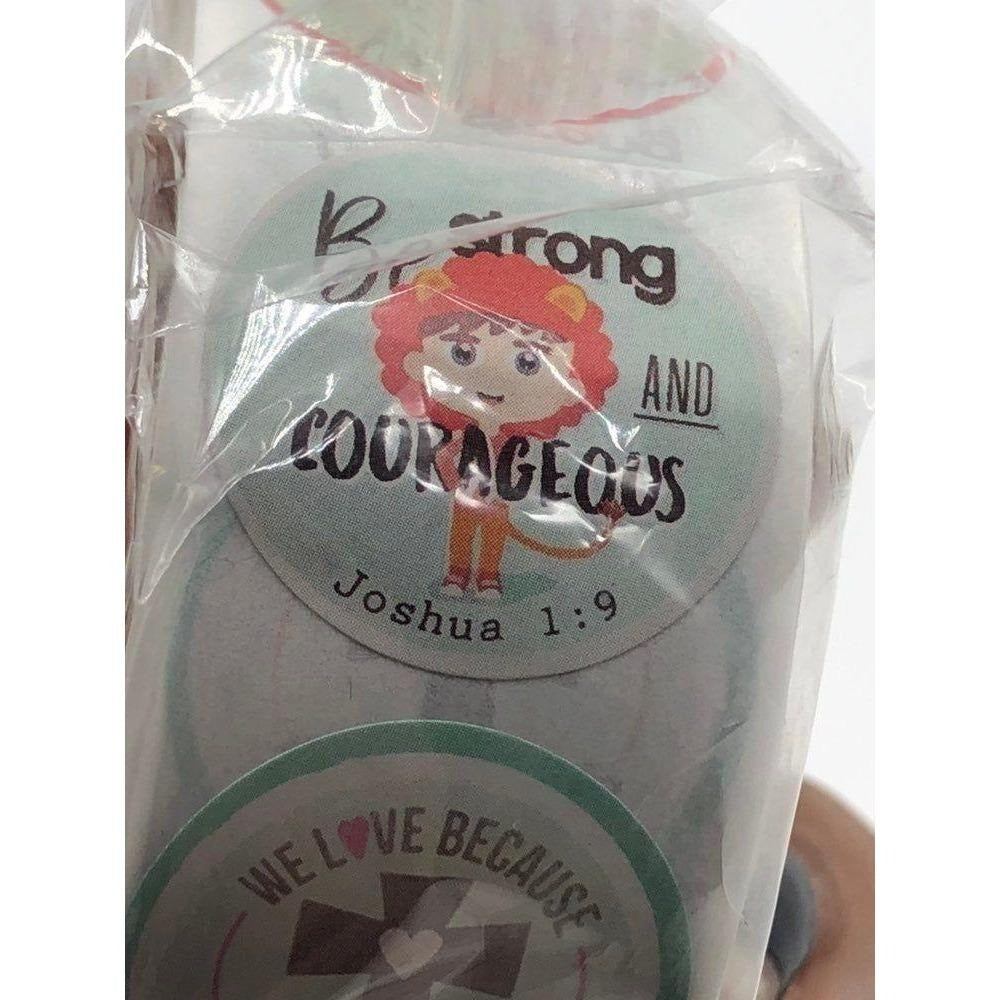 Be strong
AND
COURAGEOUS
Joshua 1:9
WE LOVE BECAUSE